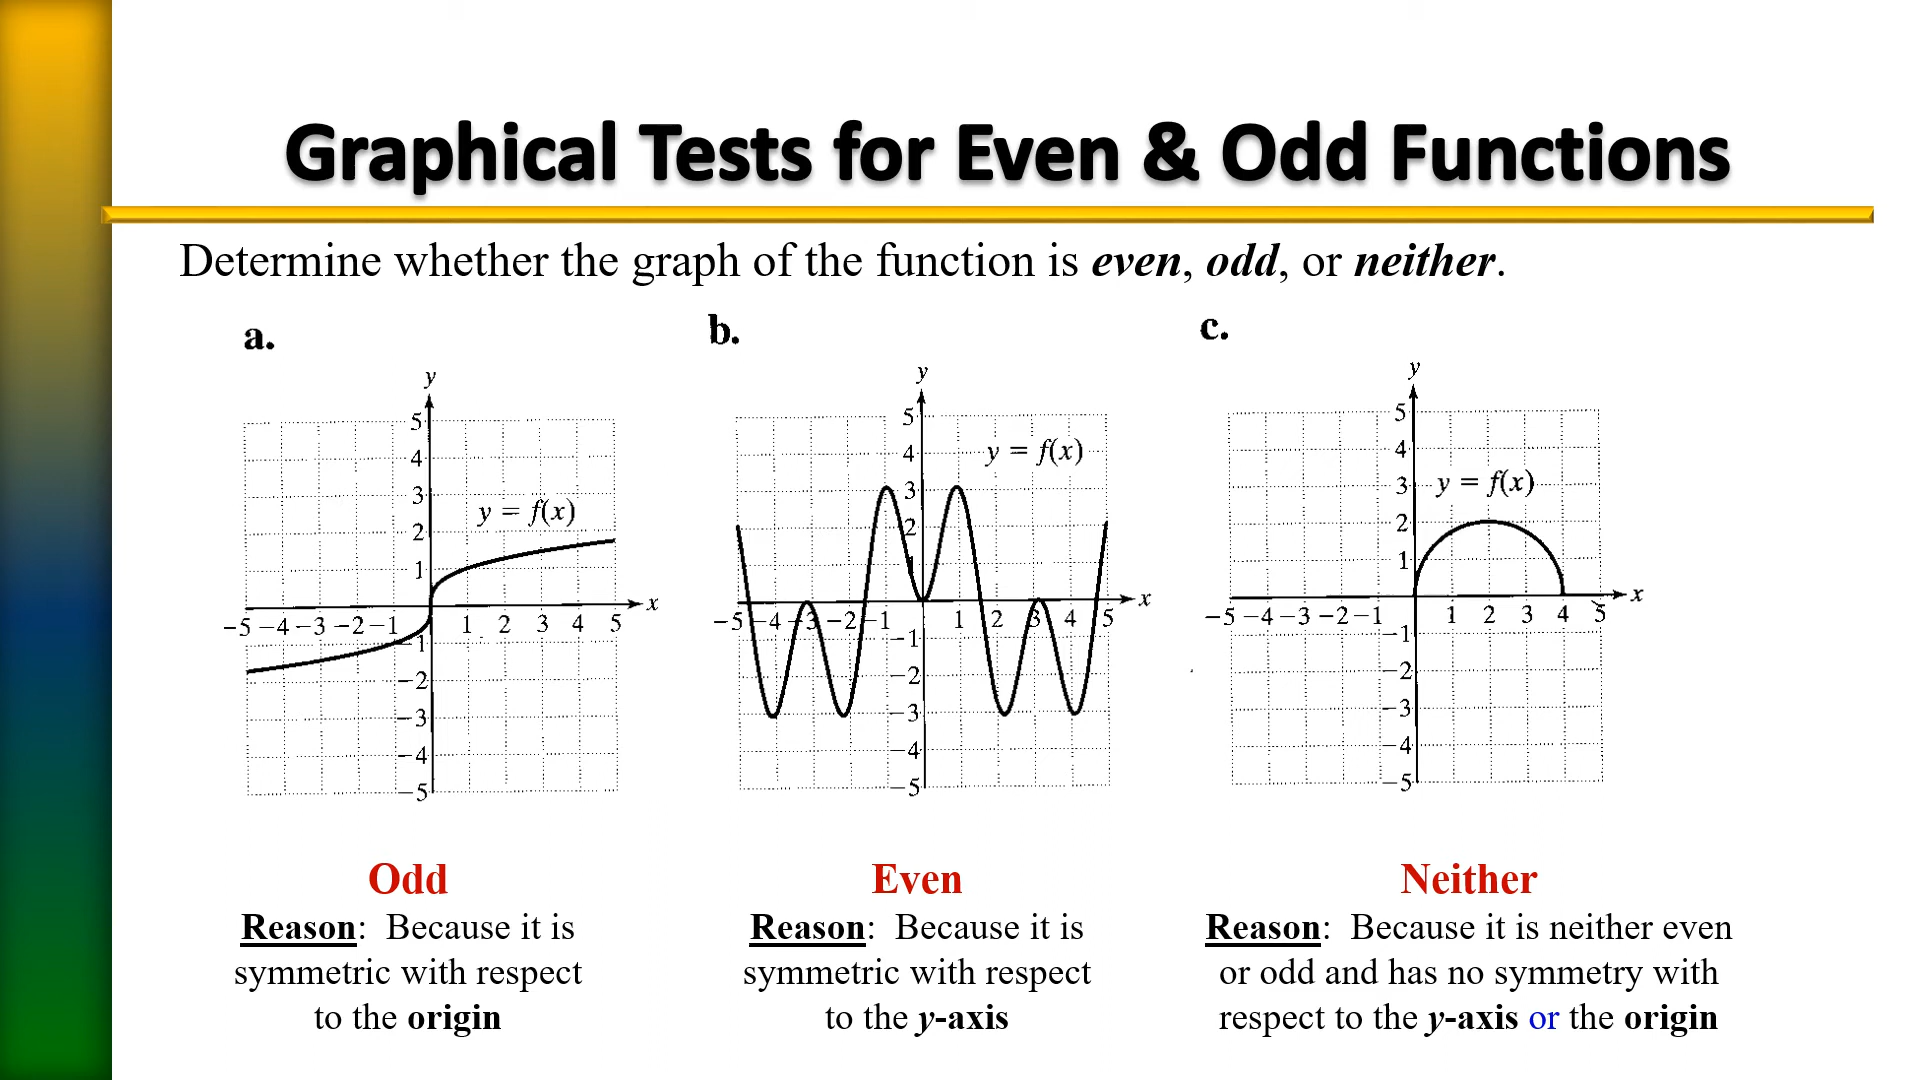 Graphical Tests for Even & Odd Functions
Determine whether the graph of the function is even, odd, or neither.
a.
y
5
4
3
y = f(x)
2
1
x
−5 −4 −3 −2 −1 1 2 3 4 5
−1
−2
−3
−4
−5
b.
y
5
4
y = f(x)
3
2
1
x
−5 −4 −3 −2 −1 1 2 3 4 5
−1
−2
−3
−4
−5
c.
y
5
4
3
y = f(x)
2
1
x
−5 −4 −3 −2 −1 1 2 3 4 5
−1
−2
−3
−4
−5
Odd
Reason: Because it is
symmetric with respect
to the origin
Even
Reason: Because it is
symmetric with respect
to the y-axis
Neither
Reason: Because it is neither even
or odd and has no symmetry with
respect to the y-axis or the origin